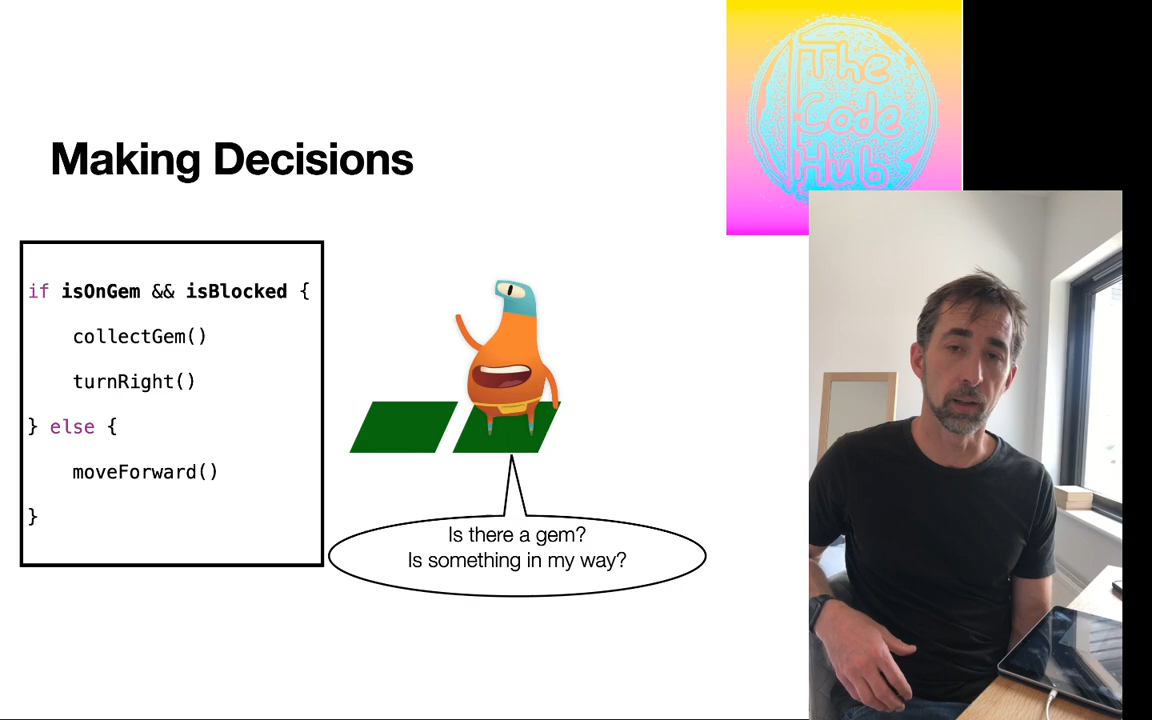 The
Code
Hub
Making Decisions
if isOnGem && isBlocked {
collectGem()
turnRight()
} else {
moveForward()
}
Is there a gem?
Is something in my way?